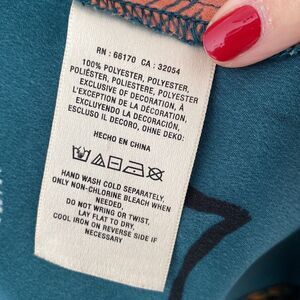 RN : 66170 CA : 32054
100% POLYESTER, POLYESTER,
POLIÉSTER, POLIESTERE, POLYESTER
EXCLUSIVE OF DECORATION, À
L'EXCEPTION DE LA DÉCORATION,
EXCLUYENDO LA DECORACIÓN,
ESCLUSO IL DECORO, OHNE DEKO:
HECHO EN CHINA
HAND WASH COLD SEPARATELY,
ONLY NON-CHLORINE BLEACH WHEN
NEEDED,
DO NOT WRING OR TWIST.
LAY FLAT TO DRY,
COOL IRON ON REVERSE SIDE IF
NECESSARY